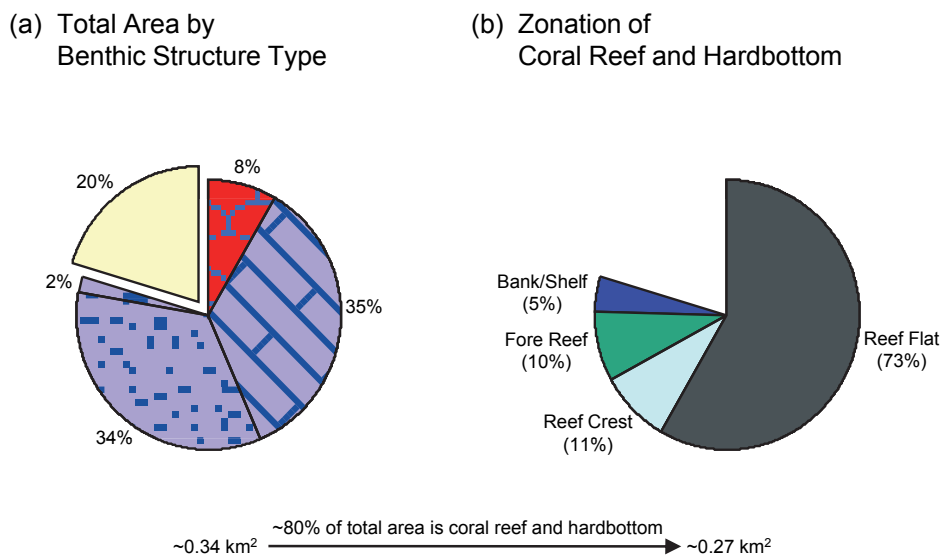 (a) Total Area by
Benthic Structure Type
8%
20%
2%
35%
34%
(b) Zonation of
Coral Reef and Hardbottom
Bank/Shelf
(5%)
Fore Reef
(10%)
Reef Crest
(11%)
Reef Flat
(73%)
~80% of total area is coral reef and hardbottom
~0.34 km²
~0.27 km²